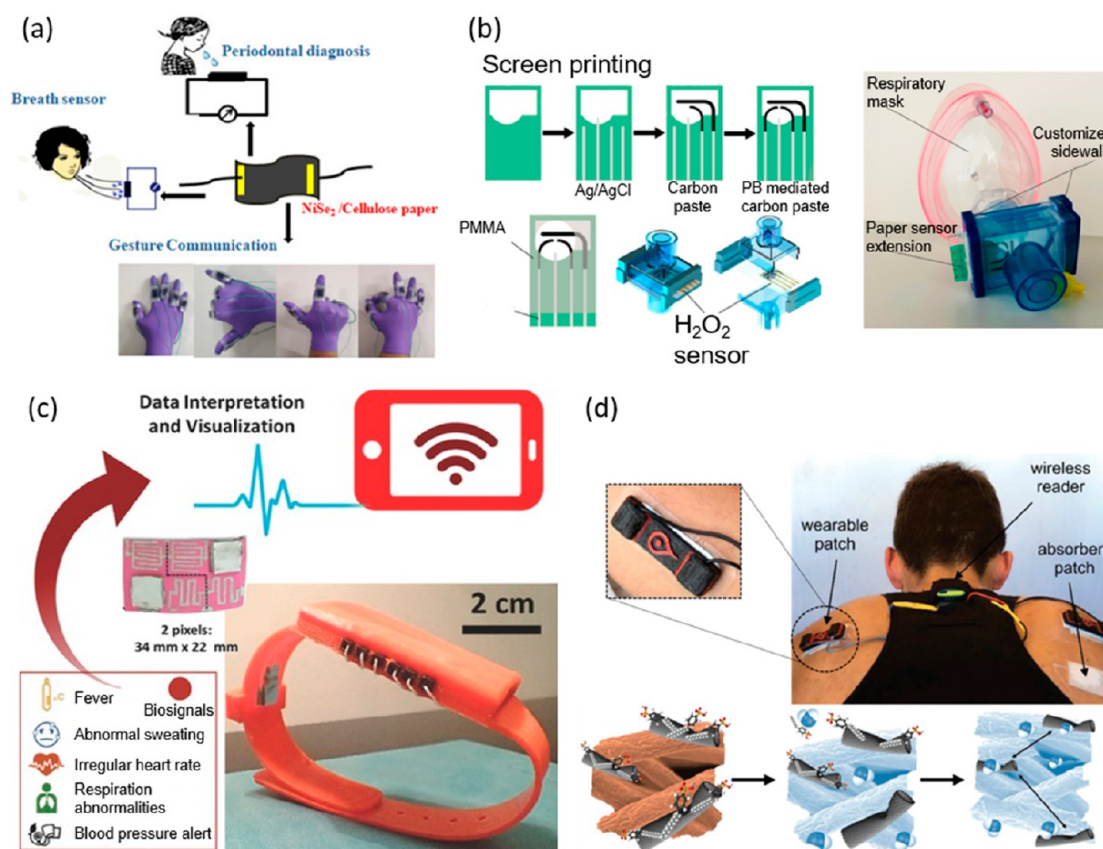 (a)
Periodontal diagnosis
Breath sensor
NiSe2 /Cellulose paper
Gesture Communication
(b)
Screen printing
Ag/AgCl
Carbon
paste
PB mediated
carbon paste
PMMA
H2O2
sensor
Respiratory
mask
Customize
sidewall
Paper sensor
extension
(c)
Data Interpretation
and Visualization
2 pixels:
34 mm x 22 mm
2 cm
°C
Fever
Biosignals
Abnormal sweating
Irregular heart rate
Respiration
abnormalities
Blood pressure alert
(d)
wireless
reader
wearable
patch
absorber
patch